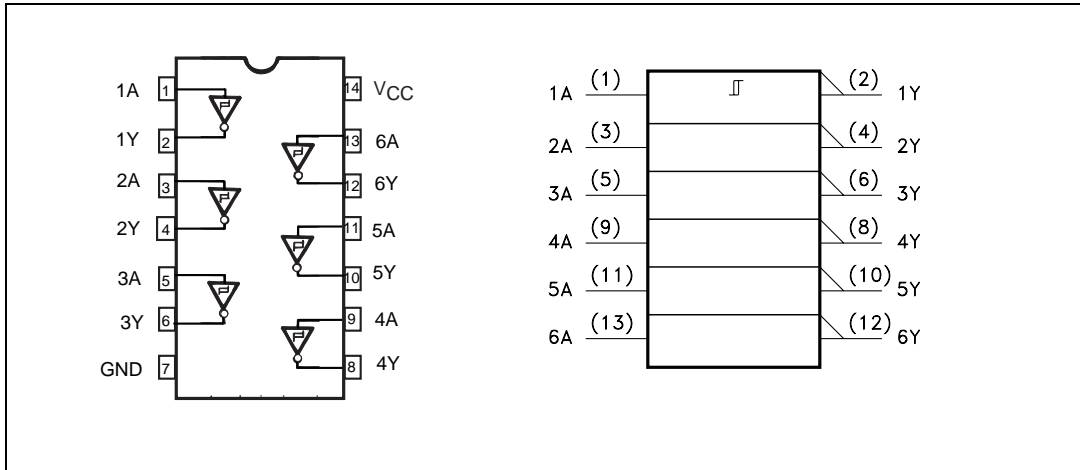 1A 1 14 VCC
1Y 2 13 6A
2A 3 12 6Y
2Y 4 11 5A
3A 5 10 5Y
3Y 6 9 4A
GND 7 8 4Y
1A (1) (2) 1Y
2A (3) (4) 2Y
3A (5) (6) 3Y
4A (9) (8) 4Y
5A (11) (10) 5Y
6A (13) (12) 6Y